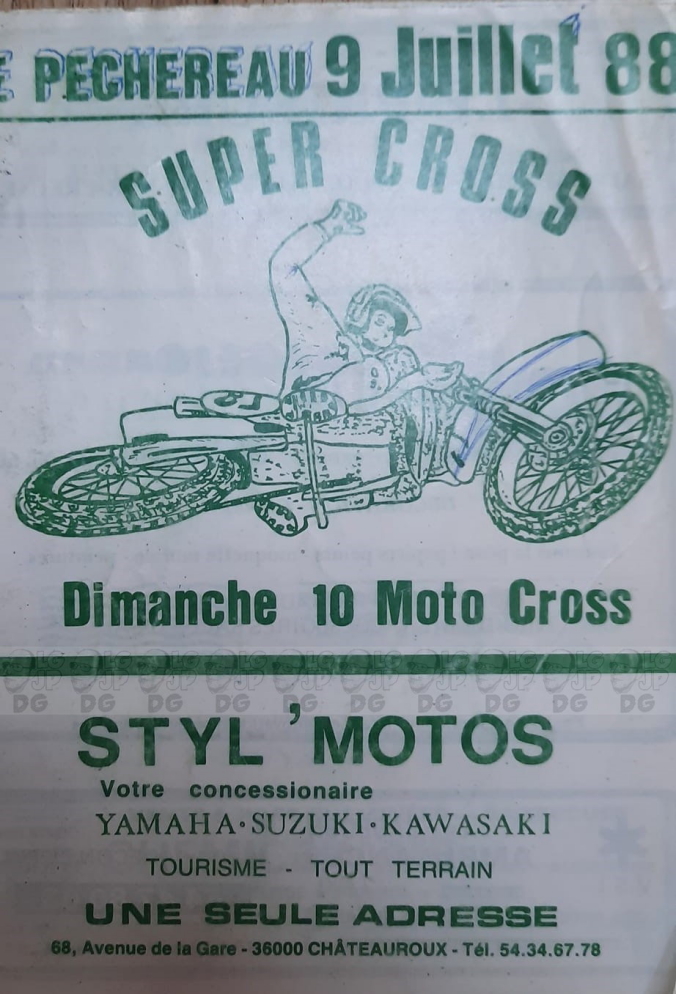 E PECHEREAU 9 Juillet 88
SUPER CROSS
Dimanche 10 Moto Cross
STYL'MOTOS
Votre concessionaire
YAMAHA·SUZUKI·KAWASAKI
TOURISME - TOUT TERRAIN
UNE SEULE ADRESSE
68, Avenue de la Gare - 36000 CHÂTEAUROUX - Tél. 54.34.67.78